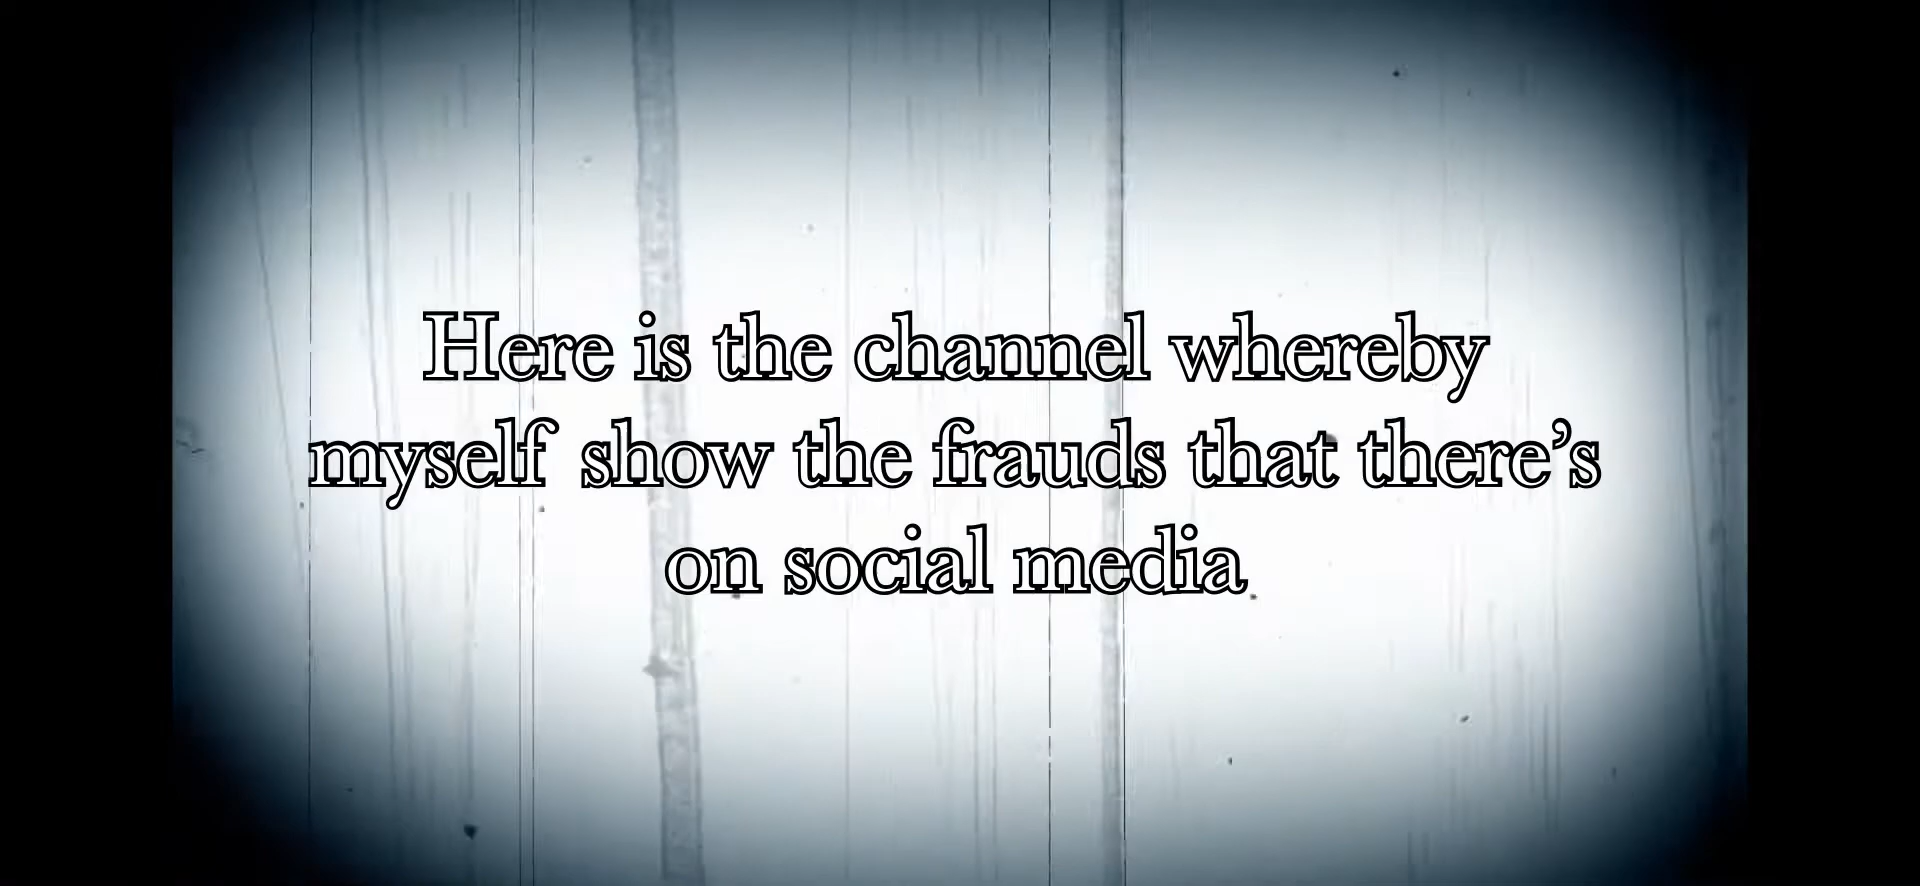 Here is the channel whereby
myself show the frauds that there’s
on social media